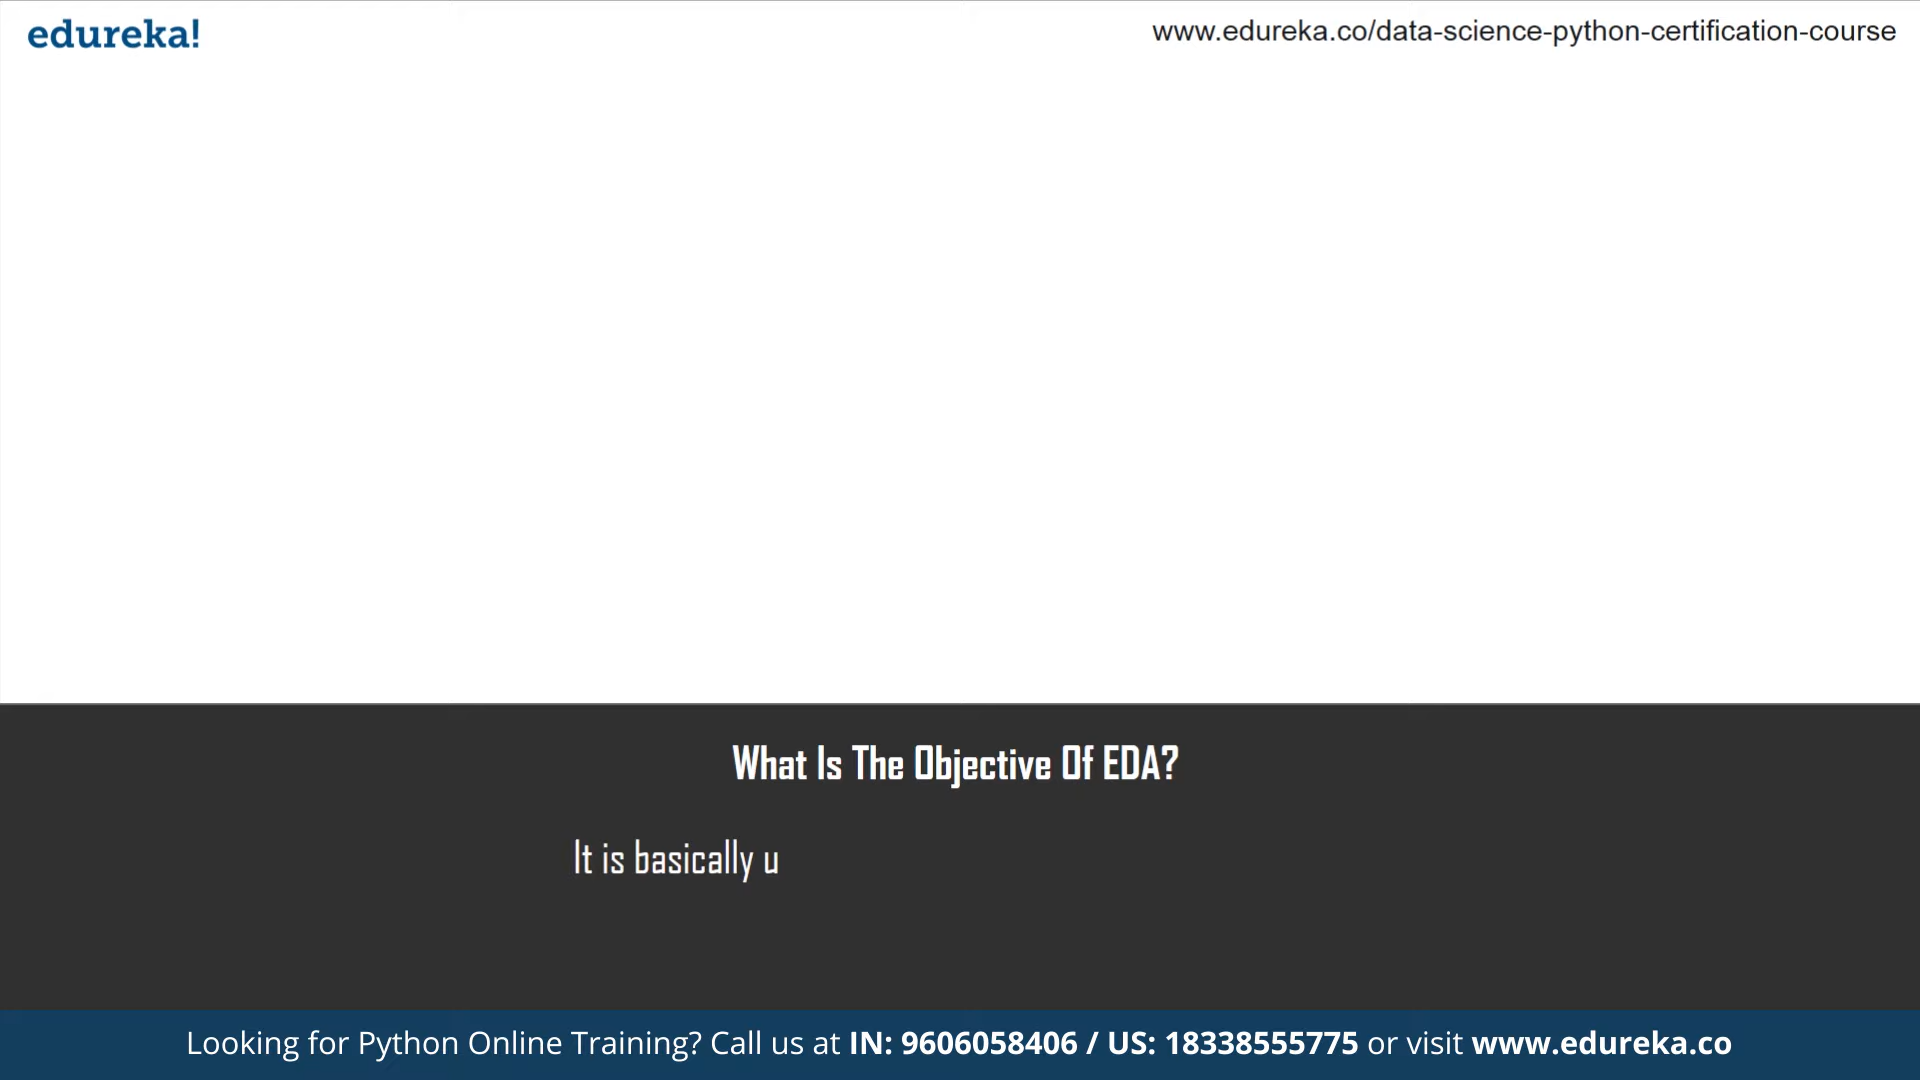 edureka!
www.edureka.co/data-science-python-certification-course
What Is The Objective Of EDA?
It is basically u
Looking for Python Online Training? Call us at IN: 9606058406 / US: 18338555775 or visit www.edureka.co